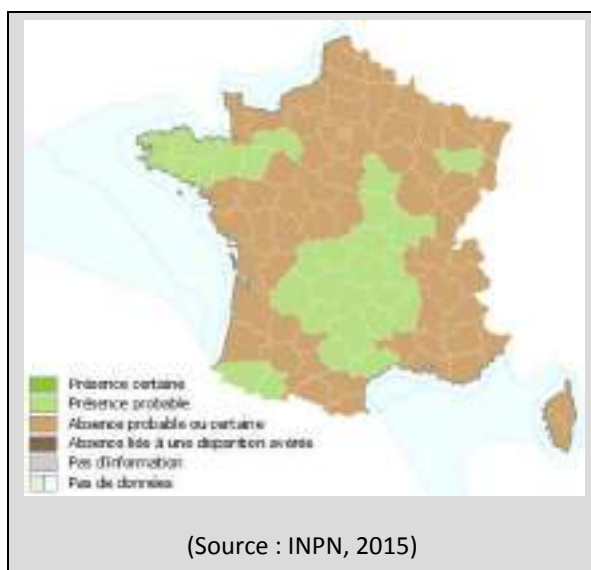 Présence certaine
Présence probable
Absence probable ou certaine
Absence liée à une disparition avérée
Pas d'information
Pas de données
(Source : INPN, 2015)